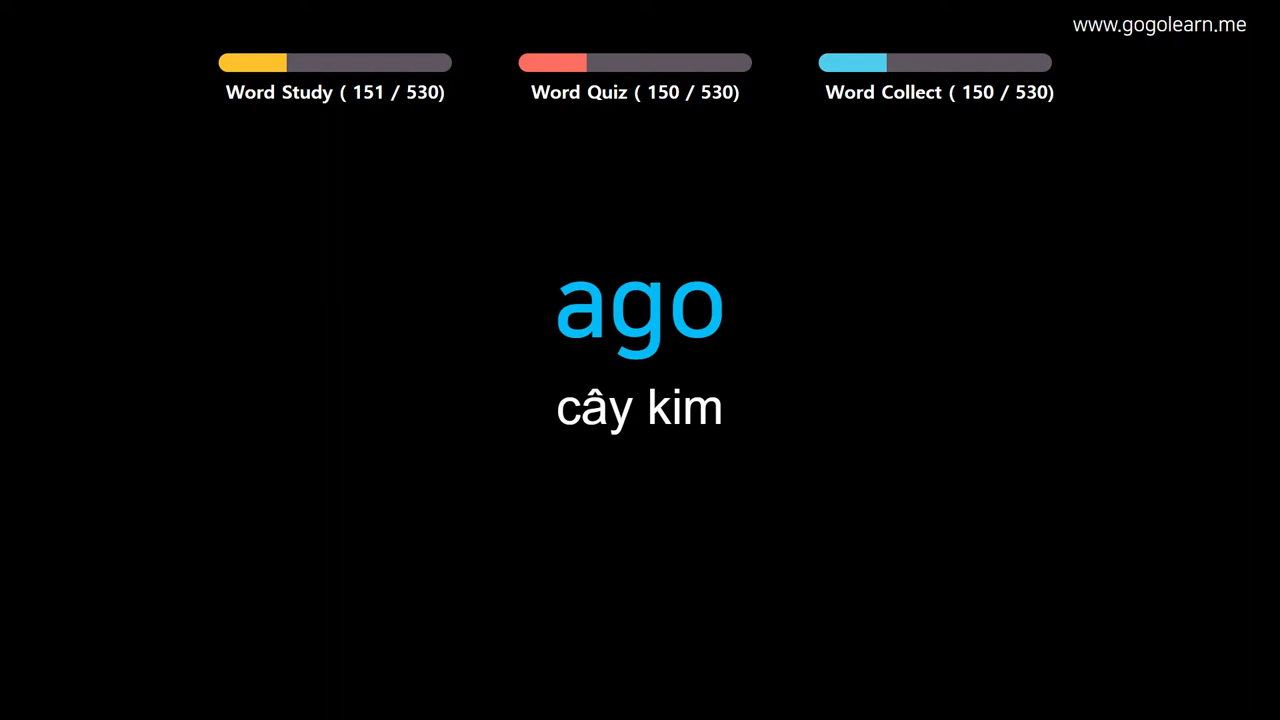 www.gogolearn.me
Word Study ( 151 / 530)
Word Quiz ( 150 / 530)
Word Collect ( 150 / 530)
ago
cây kim